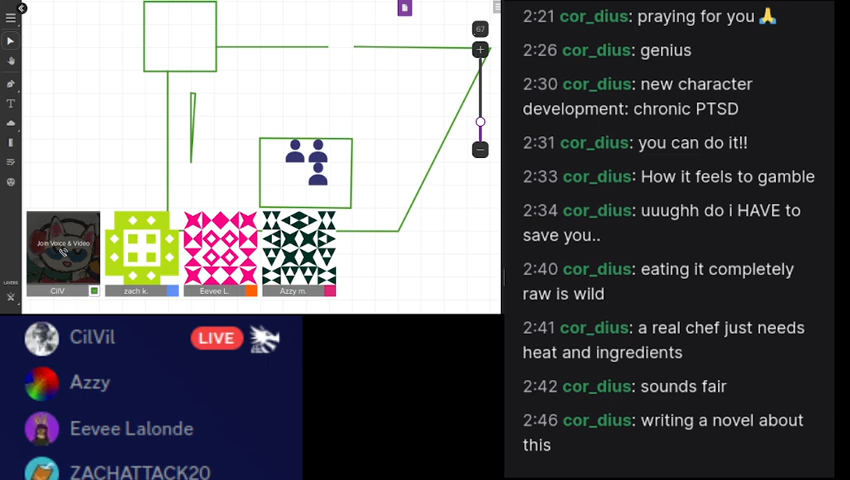 67
T
LAYERS
Join Voice & Video
CilV
zach k.
Eevee L.
Azzy m.
CilVil
LIVE
Azzy
Eevee Lalonde
ZACHATTACK20
2:21 cor_dius: praying for you 🙏
2:26 cor_dius: genius
2:30 cor_dius: new character
development: chronic PTSD
2:31 cor_dius: you can do it!!
2:33 cor_dius: How it feels to gamble
2:34 cor_dius: uuughh do i HAVE to
save you..
2:40 cor_dius: eating it completely
raw is wild
2:41 cor_dius: a real chef just needs
heat and ingredients
2:42 cor_dius: sounds fair
2:46 cor_dius: writing a novel about
this